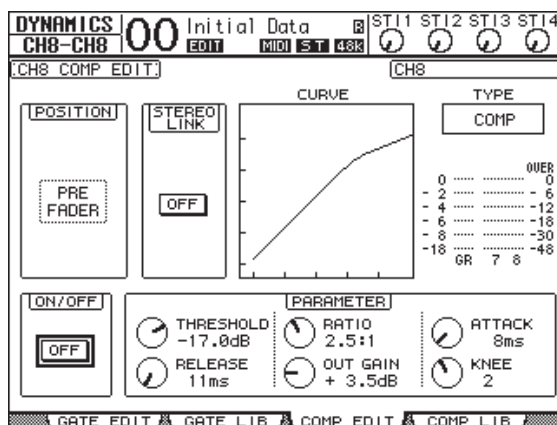 DYNAMICS 00 Initial Data R STI1 STI2 STI3 STI4
CH8-CH8 EDIT MIDI ST 48k
CH8 COMP EDIT CH8
POSITION STEREO LINK CURVE TYPE
COMP
PRE FADER
OFF
OVER
0 0
-2 -6
-4 -12
-6 -18
-8 -30
-18 -48
GR 7 8
ON/OFF PARAMETER
OFF
THRESHOLD -17.0dB RATIO 2.5:1 ATTACK 8ms
RELEASE 11ms OUT GAIN + 3.5dB KNEE 2
GATE EDIT GATE LIB COMP EDIT COMP LIB